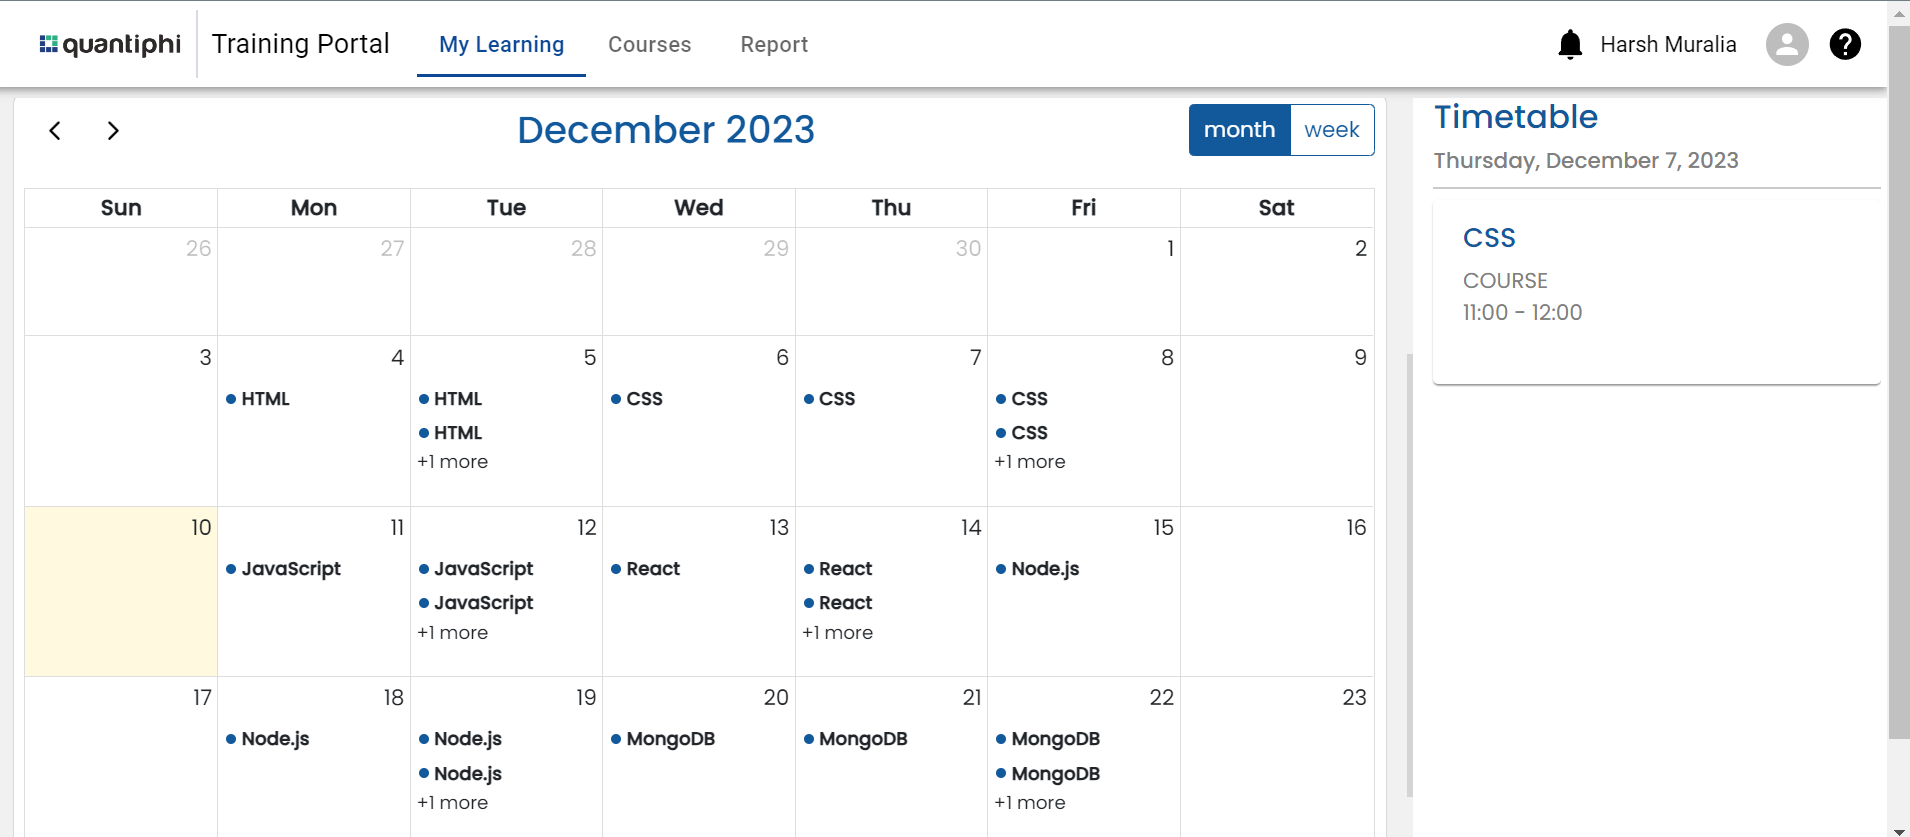 quantiphi Training Portal My Learning Courses Report Harsh Muralia ?
December 2023 month week
Sun Mon Tue Wed Thu Fri Sat
26 27 28 29 30 1 2
3 4 5 6 7 8 9
HTML HTML CSS CSS CSS
HTML CSS
+1 more +1 more
10 11 12 13 14 15 16
JavaScript JavaScript React React Node.js
JavaScript React
+1 more +1 more
17 18 19 20 21 22 23
Node.js Node.js MongoDB MongoDB MongoDB
Node.js MongoDB
+1 more +1 more
Timetable
Thursday, December 7, 2023
CSS
COURSE
11:00 - 12:00